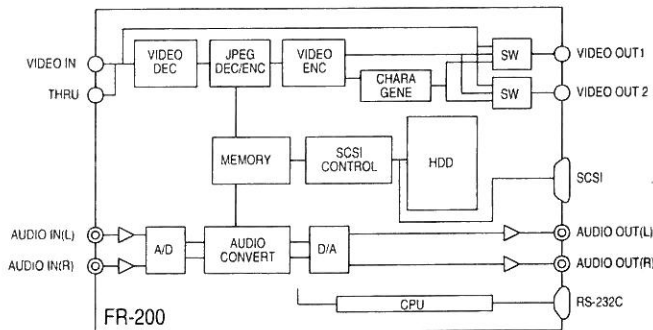 VIDEO IN
THRU
VIDEO DEC
JPEG DEC/ENC
VIDEO ENC
CHARA GENE
SW
SW
VIDEO OUT1
VIDEO OUT 2
MEMORY
SCSI CONTROL
HDD
SCSI
AUDIO IN(L)
AUDIO IN(R)
A/D
AUDIO CONVERT
D/A
AUDIO OUT(L)
AUDIO OUT(R)
CPU
RS-232C
FR-200